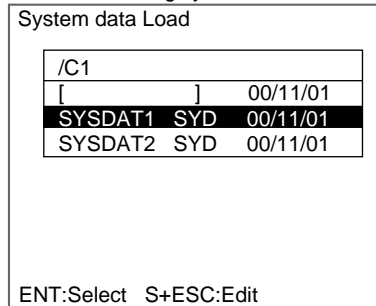 System data Load
/C1
[ ] 00/11/01
SYSDAT1 SYD 00/11/01
SYSDAT2 SYD 00/11/01
ENT:Select S+ESC:Edit